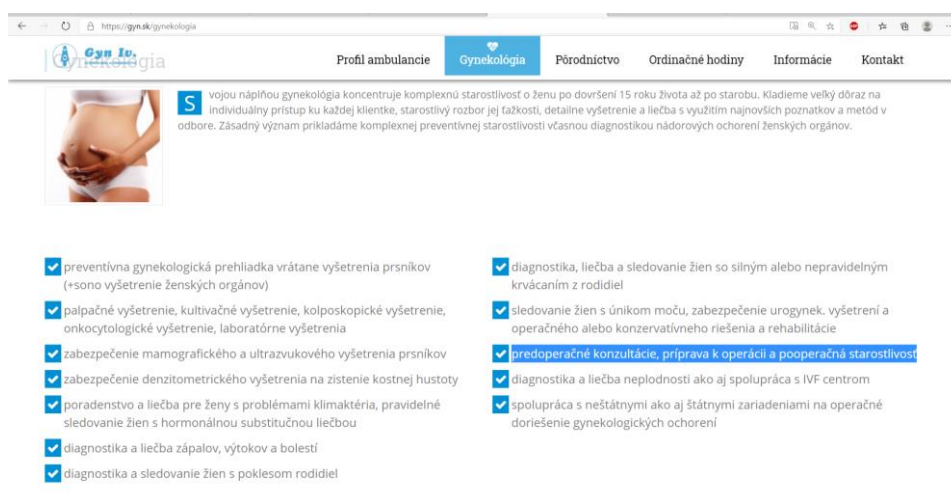 https://gyn.sk/gynekologia
Gyn Iv.
Gynekológia
Profil ambulancie
Gynekológia
Pôrodníctvo
Ordinačné hodiny
Informácie
Kontakt
Svojou náplňou gynekológia koncentruje komplexnú starostlivosť o ženu po dovŕšení 15 roku života až po starobu. Kladieme veľký dôraz na
individuálny prístup ku každej klientke, starostlivý rozbor jej ťažkosti, detailne vyšetrenie a liečba s využitím najnovších poznatkov a metód v
odbore. Zásadný význam prikladáme komplexnej preventívnej starostlivosti včasnou diagnostikou nádorových ochorení ženských orgánov.
preventívna gynekologická prehliadka vrátane vyšetrenia prsníkov
(+sono vyšetrenie ženských orgánov)
palpačné vyšetrenie, kultivačné vyšetrenie, kolposkopické vyšetrenie,
onkocytologické vyšetrenie, laboratórne vyšetrenia
zabezpečenie mamografického a ultrazvukového vyšetrenia prsníkov
zabezpečenie denzitometrického vyšetrenia na zistenie kostnej hustoty
poradenstvo a liečba pre ženy s problémami klimaktéria, pravidelné
sledovanie žien s hormonálnou substitučnou liečbou
diagnostika a liečba zápalov, výtokov a bolestí
diagnostika a sledovanie žien s poklesom rodidiel
diagnostika, liečba a sledovanie žien so silným alebo nepravidelným
krvácaním z rodidiel
sledovanie žien s únikom moču, zabezpečenie urogynek. vyšetrení a
operačného alebo konzervatívneho riešenia a rehabilitácie
predoperačné konzultácie, príprava k operácii a pooperačná starostlivosť
diagnostika a liečba neplodnosti ako aj spolupráca s IVF centrom
spolupráca s neštátnymi ako aj štátnymi zariadeniami na operačné
doriešenie gynekologických ochorení